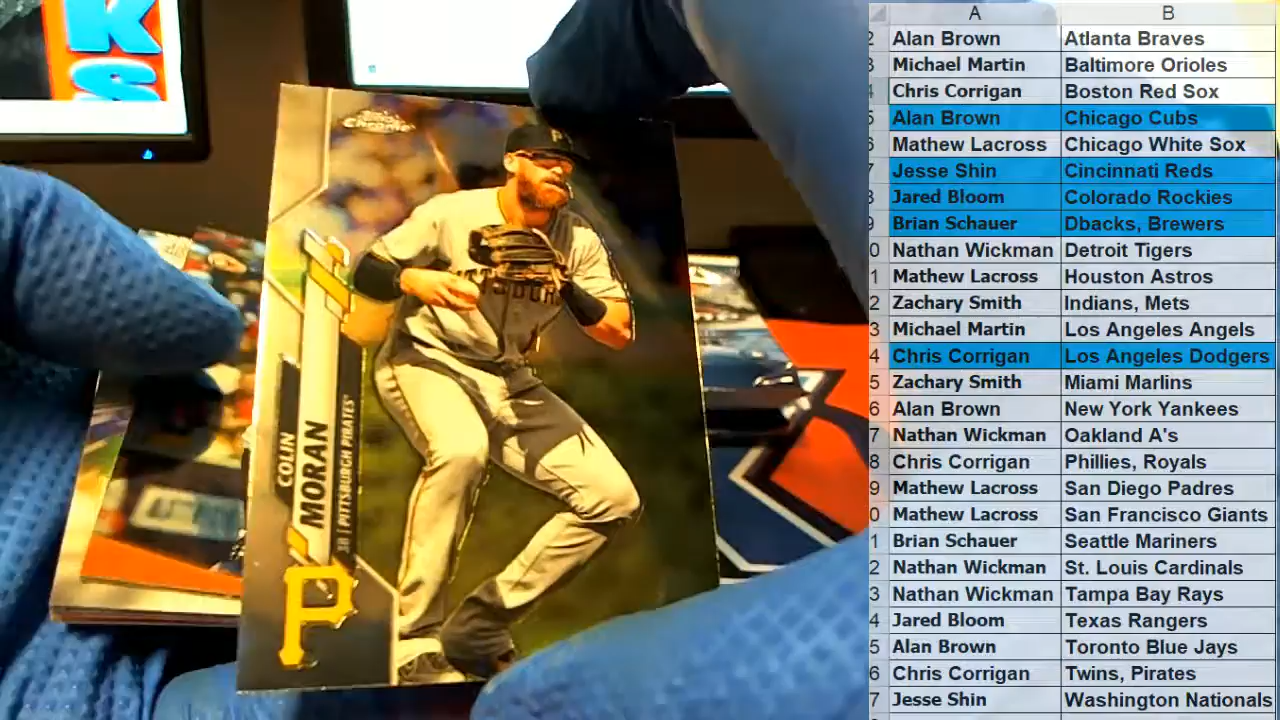 KS
Topps
Chrome
P
COLIN
MORAN
3B | PITTSBURGH PIRATES
P
A B
2 Alan Brown Atlanta Braves
3 Michael Martin Baltimore Orioles
4 Chris Corrigan Boston Red Sox
5 Alan Brown Chicago Cubs
6 Mathew Lacross Chicago White Sox
7 Jesse Shin Cincinnati Reds
8 Jared Bloom Colorado Rockies
9 Brian Schauer Dbacks, Brewers
0 Nathan Wickman Detroit Tigers
1 Mathew Lacross Houston Astros
2 Zachary Smith Indians, Mets
3 Michael Martin Los Angeles Angels
4 Chris Corrigan Los Angeles Dodgers
5 Zachary Smith Miami Marlins
6 Alan Brown New York Yankees
7 Nathan Wickman Oakland A's
8 Chris Corrigan Phillies, Royals
9 Mathew Lacross San Diego Padres
0 Mathew Lacross San Francisco Giants
1 Brian Schauer Seattle Mariners
2 Nathan Wickman St. Louis Cardinals
3 Nathan Wickman Tampa Bay Rays
4 Jared Bloom Texas Rangers
5 Alan Brown Toronto Blue Jays
6 Chris Corrigan Twins, Pirates
7 Jesse Shin Washington Nationals